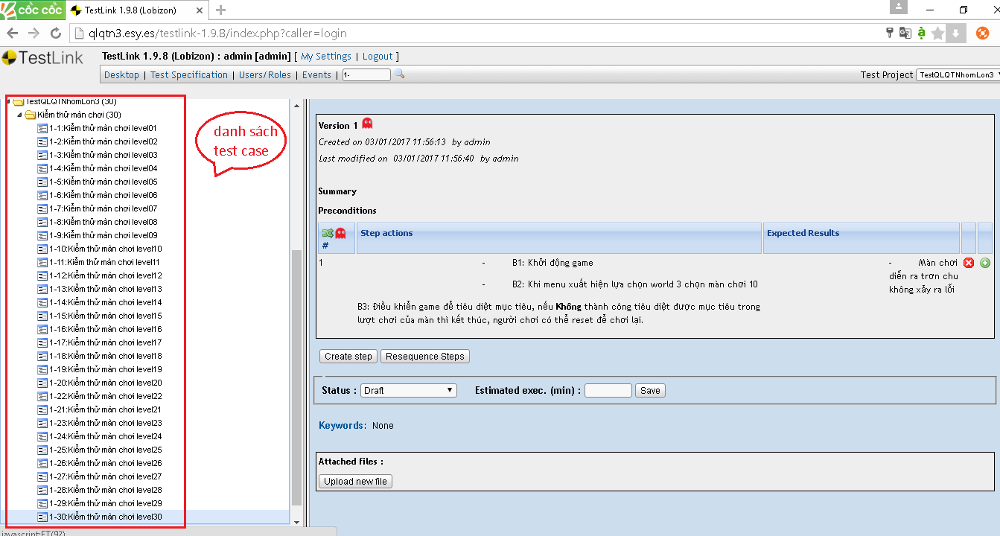 cốc cốc
TestLink 1.9.8 (Lobizon)
qlqtn3.esy.es/testlink-1.9.8/index.php?caller=login
TestLink
TestLink 1.9.8 (Lobizon) : admin [admin] [ My Settings | Logout ]
Desktop | Test Specification | Users/Roles | Events | 1-
Test Project TestQLQTNhomLon3
TestQLQTNhomLon3 (30)
Kiểm thử màn chơi (30)
1-1:Kiểm thử màn chơi level01
1-2:Kiểm thử màn chơi level02
1-3:Kiểm thử màn chơi level03
1-4:Kiểm thử màn chơi level04
1-5:Kiểm thử màn chơi level05
1-6:Kiểm thử màn chơi level06
1-7:Kiểm thử màn chơi level07
1-8:Kiểm thử màn chơi level08
1-9:Kiểm thử màn chơi level09
1-10:Kiểm thử màn chơi level10
1-11:Kiểm thử màn chơi level11
1-12:Kiểm thử màn chơi level12
1-13:Kiểm thử màn chơi level13
1-14:Kiểm thử màn chơi level14
1-15:Kiểm thử màn chơi level15
1-16:Kiểm thử màn chơi level16
1-17:Kiểm thử màn chơi level17
1-18:Kiểm thử màn chơi level18
1-19:Kiểm thử màn chơi level19
1-20:Kiểm thử màn chơi level20
1-22:Kiểm thử màn chơi level22
1-21:Kiểm thử màn chơi level21
1-23:Kiểm thử màn chơi level23
1-24:Kiểm thử màn chơi level24
1-25:Kiểm thử màn chơi level25
1-26:Kiểm thử màn chơi level26
1-27:Kiểm thử màn chơi level27
1-28:Kiểm thử màn chơi level28
1-29:Kiểm thử màn chơi level29
1-30:Kiểm thử màn chơi level30
javascript:ET(92)
danh sách
test case
Version 1
Created on 03/01/2017 11:56:13 by admin
Last modified on 03/01/2017 11:56:40 by admin
Summary
Preconditions
# Step actions Expected Results
1
- B1: Khởi động game
- B2: Khi menu xuất hiện lựa chọn world 3 chọn màn chơi 10
B3: Điều khiển game để tiêu diệt mục tiêu, nếu Không thành công tiêu diệt được mục tiêu trong
lượt chơi của màn thì kết thúc, người chơi có thể reset để chơi lại.
- Màn chơi
diễn ra trơn chu
không xảy ra lỗi
Create step Resequence Steps
Status : Draft Estimated exec. (min) : Save
Keywords: None
Attached files :
Upload new file